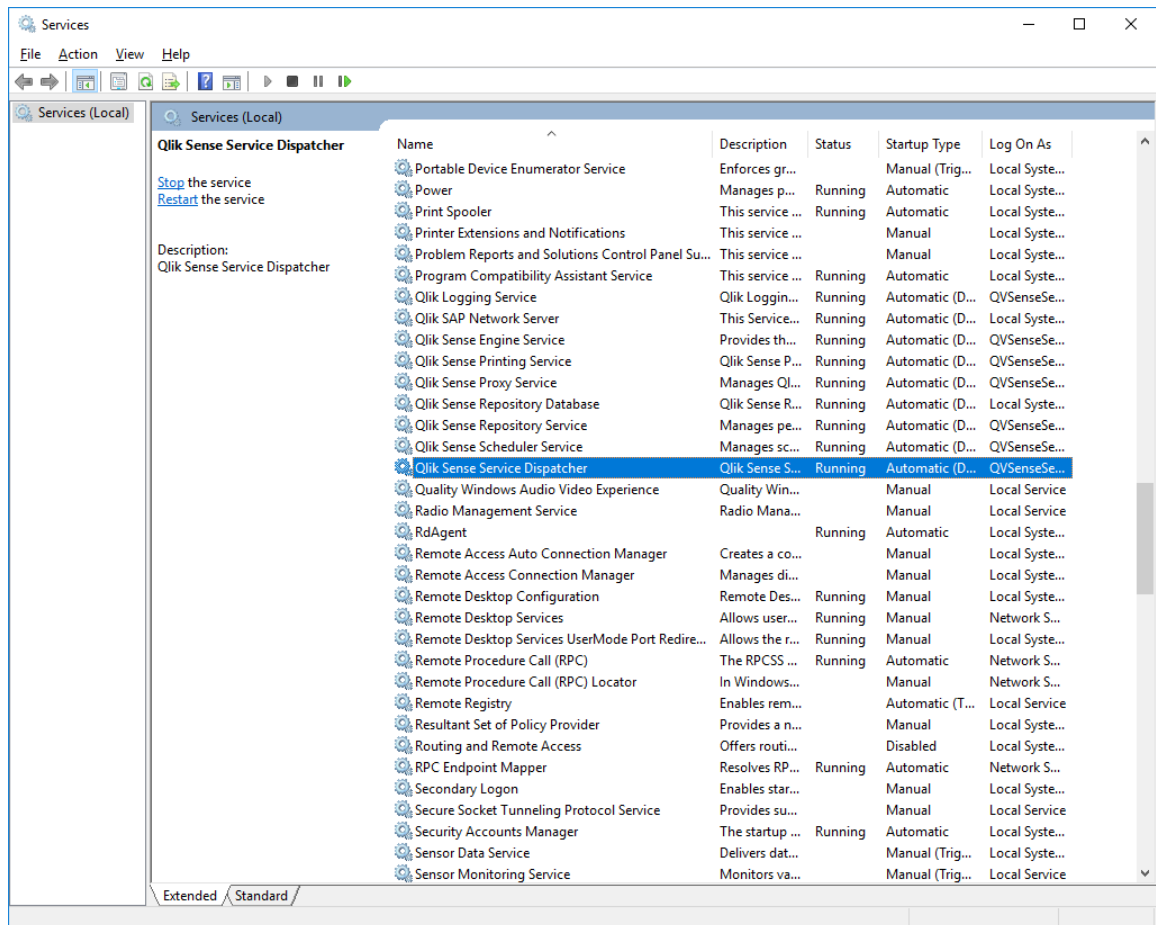 Services
File Action View Help
Services (Local)
Services (Local)
Qlik Sense Service Dispatcher
Stop the service
Restart the service
Description:
Qlik Sense Service Dispatcher
Name Description Status Startup Type Log On As
Portable Device Enumerator Service Enforces gr... Manual (Trig... Local Syste...
Power Manages p... Running Automatic Local Syste...
Print Spooler This service ... Running Automatic Local Syste...
Printer Extensions and Notifications This service ... Manual Local Syste...
Problem Reports and Solutions Control Panel Su... This service ... Manual Local Syste...
Program Compatibility Assistant Service This service ... Running Automatic Local Syste...
Qlik Logging Service Qlik Loggin... Running Automatic (D... QVSenseSe...
Qlik SAP Network Server This Service... Running Automatic (D... Local Syste...
Qlik Sense Engine Service Provides th... Running Automatic (D... QVSenseSe...
Qlik Sense Printing Service Qlik Sense P... Running Automatic (D... QVSenseSe...
Qlik Sense Proxy Service Manages Ql... Running Automatic (D... QVSenseSe...
Qlik Sense Repository Database Qlik Sense R... Running Automatic (D... Local Syste...
Qlik Sense Repository Service Manages pe... Running Automatic (D... QVSenseSe...
Qlik Sense Scheduler Service Manages sc... Running Automatic (D... QVSenseSe...
Qlik Sense Service Dispatcher Qlik Sense S... Running Automatic (D... QVSenseSe...
Quality Windows Audio Video Experience Quality Win... Manual Local Service
Radio Management Service Radio Mana... Manual Local Service
RdAgent Running Automatic Local Syste...
Remote Access Auto Connection Manager Creates a co... Manual Local Syste...
Remote Access Connection Manager Manages di... Manual Local Syste...
Remote Desktop Configuration Remote Des... Running Manual Local Syste...
Remote Desktop Services Allows user... Running Manual Network S...
Remote Desktop Services UserMode Port Redire... Allows the r... Running Manual Local Syste...
Remote Procedure Call (RPC) The RPCSS ... Running Automatic Network S...
Remote Procedure Call (RPC) Locator In Windows... Manual Network S...
Remote Registry Enables rem... Automatic (T... Local Service
Resultant Set of Policy Provider Provides a n... Manual Local Syste...
Routing and Remote Access Offers routi... Disabled Local Syste...
RPC Endpoint Mapper Resolves RP... Running Automatic Network S...
Secondary Logon Enables star... Manual Local Syste...
Secure Socket Tunneling Protocol Service Provides su... Manual Local Service
Security Accounts Manager The startup ... Running Automatic Local Syste...
Sensor Data Service Delivers dat... Manual (Trig... Local Syste...
Sensor Monitoring Service Monitors va... Manual (Trig... Local Service
Extended Standard